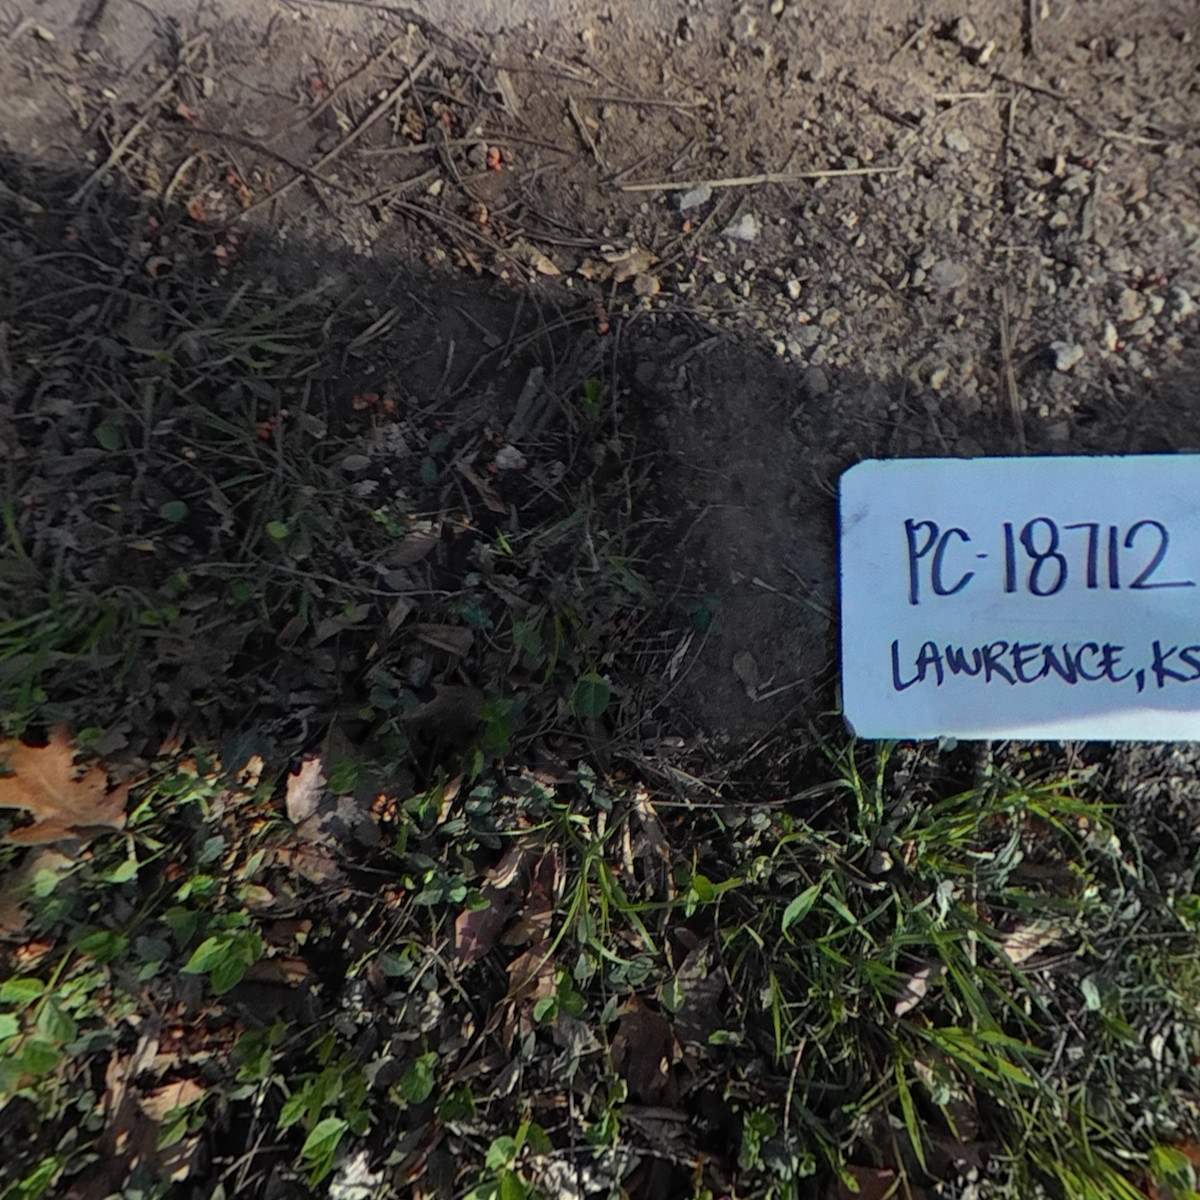 PC-18712
LAWRENCE, KS